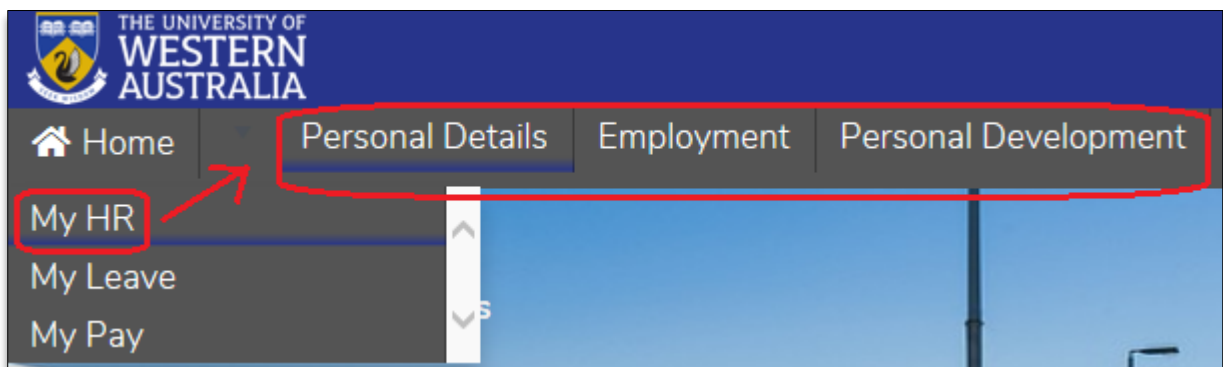 THE UNIVERSITY OF
WESTERN
AUSTRALIA
Home Personal Details Employment Personal Development
My HR
My Leave
My Pay
s